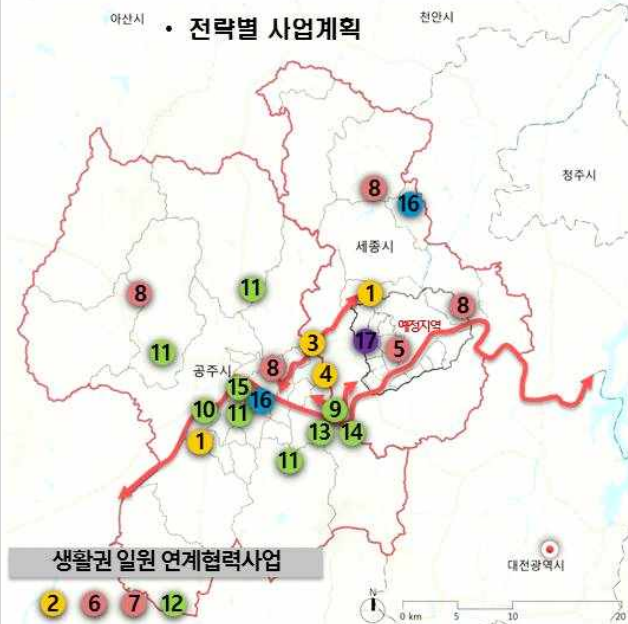 아산시
• 전략별 사업계획
천안시
청주시
8
16
세종시
11
8
1
8
예정지역
3
17
5
11
공주시
8
4
15
16
10
11
9
1
13
14
11
생활권 일원 연계협력사업
대전광역시
2
6
7
12
N
0 km
5
10
20